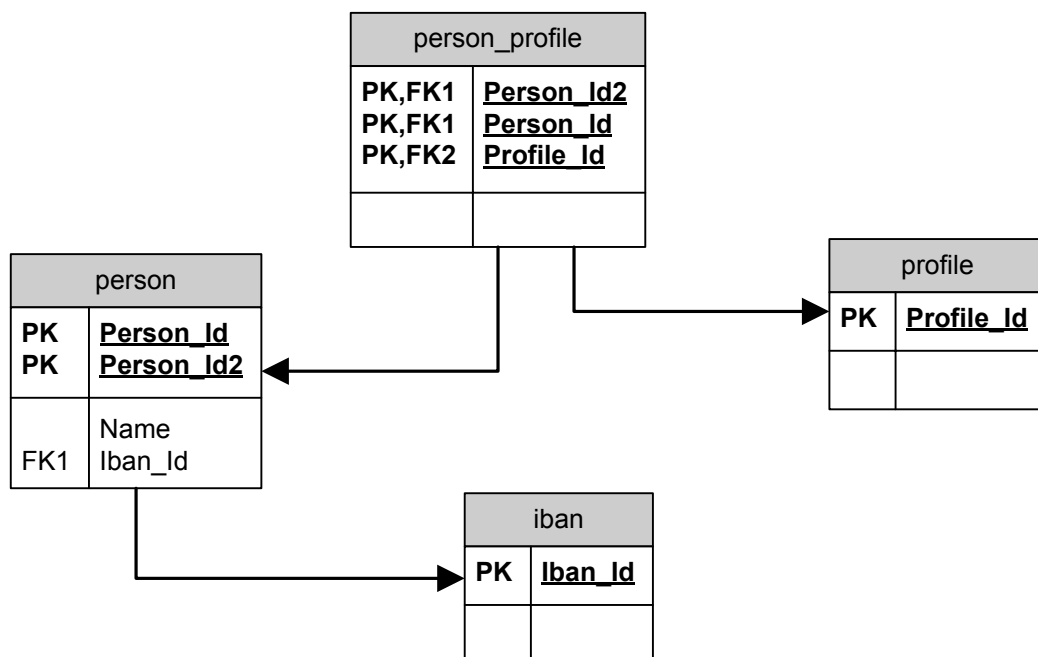 person_profile
PK,FK1 Person_Id2
PK,FK1 Person_Id
PK,FK2 Profile_Id
person
PK Person_Id
PK Person_Id2
Name
FK1 Iban_Id
profile
PK Profile_Id
iban
PK Iban_Id